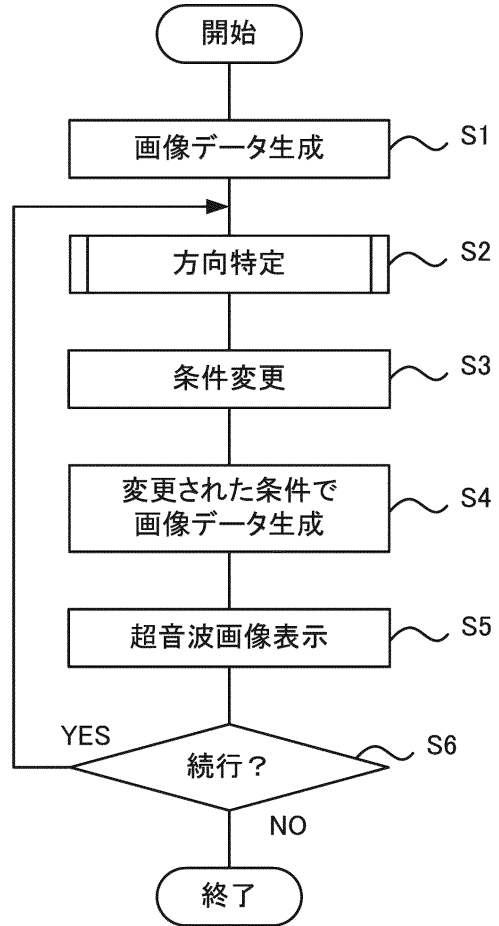 開始
画像データ生成
S1
方向特定
S2
条件変更
S3
変更された条件で
画像データ生成
S4
超音波画像表示
S5
YES
続行？
S6
NO
終了